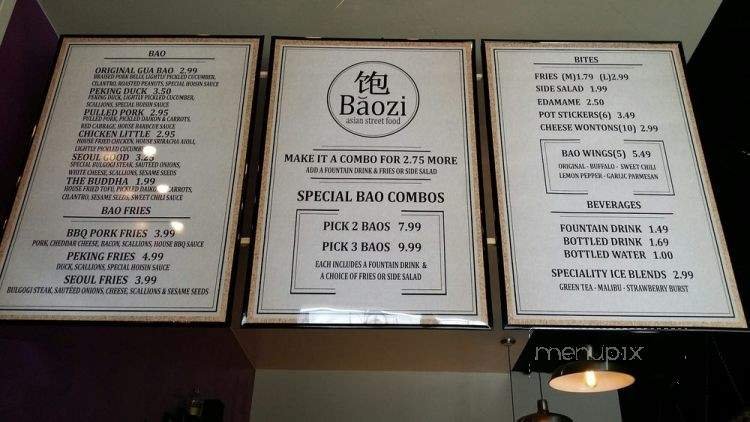 BAO
ORIGINAL GUA BAO 2.99
BRAISED PORK BELLY, LIGHTLY PICKLED CUCUMBER,
CILANTRO, ROASTED PEANUTS, SPECIAL HOISIN SAUCE
PEKING DUCK 3.50
PEKING DUCK, LIGHTLY PICKLED CUCUMBER,
SCALLIONS, SPECIAL HOISIN SAUCE
PULLED PORK 2.95
PULLED PORK, PICKLED DAIKON & CARROTS,
RED CABBAGE, HOUSE BARBECUE SAUCE
CHICKEN LITTLE 2.95
HOUSE FRIED CHICKEN, HOUSE SRIRACHA AIOLI,
LIGHTLY PICKLED CUCUMBER
SEOUL GOOD 3.25
SPECIAL BULGOGI STEAK, SAUTÉED ONIONS,
WHITE CHEESE, SCALLIONS, SESAME SEEDS
THE BUDDHA 1.99
HOUSE FRIED TOFU, PICKLED DAIKON & CARROTS,
CILANTRO, SESAME SEEDS, SWEET CHILI SAUCE
BAO FRIES
BBQ PORK FRIES 3.99
PORK, CHEDDAR CHEESE, BACON, SCALLIONS, HOUSE BBQ SAUCE
PEKING FRIES 4.99
DUCK, SCALLIONS, SPECIAL HOISIN SAUCE
SEOUL FRIES 3.99
BULGOGI STEAK, SAUTÉED ONIONS, CHEESE, SCALLIONS & SESAME SEEDS
饱
Bāozi
asian street food
MAKE IT A COMBO FOR 2.75 MORE
ADD A FOUNTAIN DRINK & FRIES OR SIDE SALAD
SPECIAL BAO COMBOS
PICK 2 BAOS 7.99
PICK 3 BAOS 9.99
EACH INCLUDES A FOUNTAIN DRINK &
A CHOICE OF FRIES OR SIDE SALAD
BITES
FRIES (M)1.79 (L)2.99
SIDE SALAD 1.99
EDAMAME 2.50
POT STICKERS(6) 3.49
CHEESE WONTONS(10) 2.99
BAO WINGS(5) 5.49
ORIGINAL - BUFFALO - SWEET CHILI
LEMON PEPPER - GARLIC PARMESAN
BEVERAGES
FOUNTAIN DRINK 1.49
BOTTLED DRINK 1.69
BOTTLED WATER 1.00
SPECIALITY ICE BLENDS 2.99
GREEN TEA - MALIBU - STRAWBERRY BURST
menupix